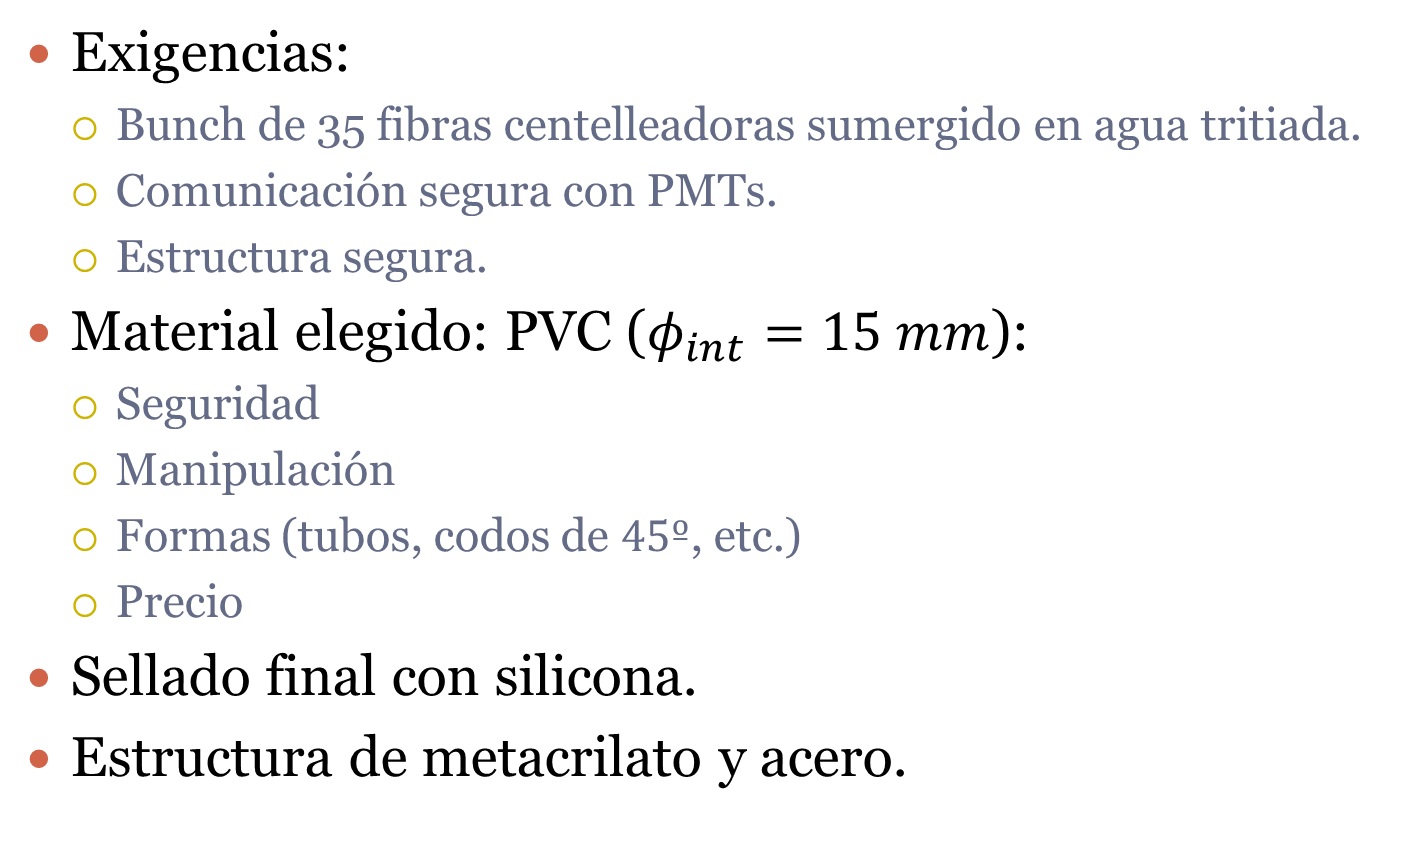 • Exigencias:
○ Bunch de 35 fibras centelleadoras sumergido en agua tritiada.
○ Comunicación segura con PMTs.
○ Estructura segura.
• Material elegido: PVC (𝜙𝑖𝑛𝑡 = 15 𝑚𝑚):
○ Seguridad
○ Manipulación
○ Formas (tubos, codos de 45º, etc.)
○ Precio
• Sellado final con silicona.
• Estructura de metacrilato y acero.